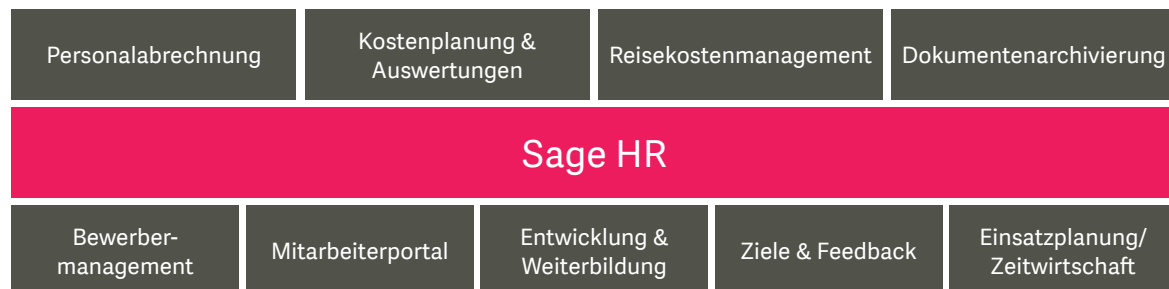 Personalabrechnung
Kostenplanung &
Auswertungen
Reisekostenmanagement
Dokumentenarchivierung
Sage HR
Bewerber-
management
Mitarbeiterportal
Entwicklung &
Weiterbildung
Ziele & Feedback
Einsatzplanung/
Zeitwirtschaft